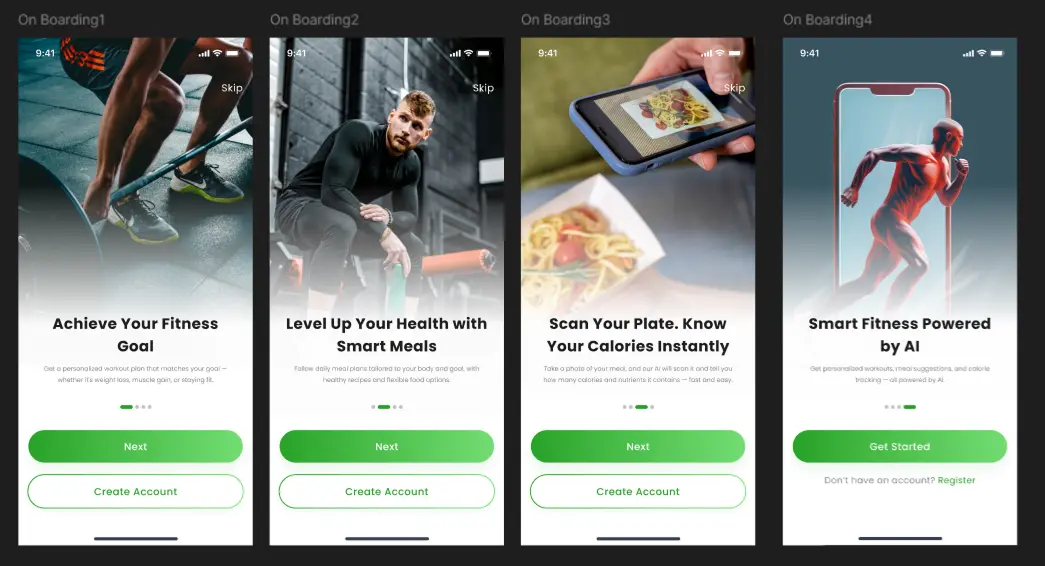 On Boarding1
9:41
Skip
Achieve Your Fitness
Goal
Get a personalized workout plan that matches your goal —
whether it's weight loss, muscle gain, or staying fit.
Next
Create Account
On Boarding2
9:41
Skip
Level Up Your Health with
Smart Meals
Follow daily meal plans tailored to your body and goal, with
healthy recipes and flexible food options.
Next
Create Account
On Boarding3
9:41
Skip
Scan Your Plate. Know
Your Calories Instantly
Take a photo of your meal, and our AI will scan it and tell you
how many calories and nutrients it contains — fast and easy.
Next
Create Account
On Boarding4
9:41
Smart Fitness Powered
by AI
Get personalized workouts, meal suggestions, and calorie
tracking — all powered by AI
Get Started
Don't have an account? Register